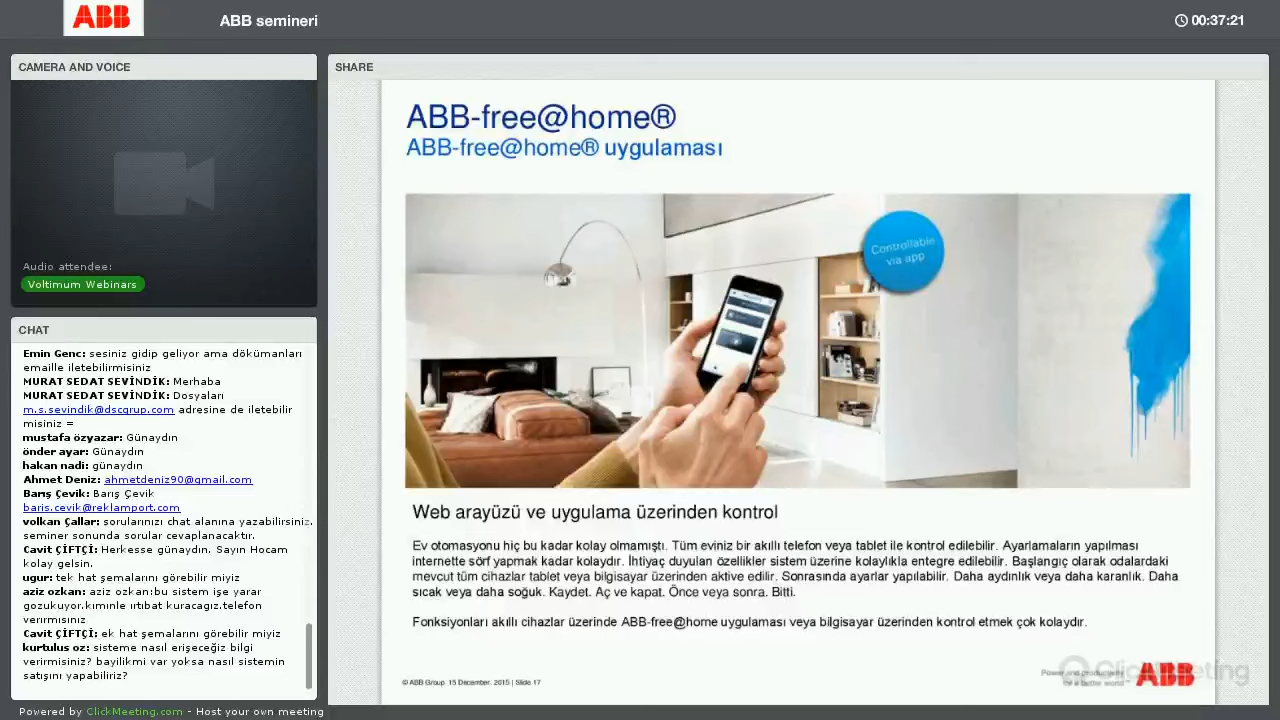 ABB
ABB semineri
00:37:21
CAMERA AND VOICE
Audio attendee:
Voltimum Webinars
CHAT
Emin Genc: sesiniz gidip geliyor ama dökümanları
emaille iletebilirmisiniz
MURAT SEDAT SEVİNDİK: Merhaba
MURAT SEDAT SEVİNDİK: Dosyaları
m.s.sevindik@dscgrup.com adresine de iletebilir
misiniz =
mustafa özyazar: Günaydın
önder ayar: Günaydın
hakan nadi: günaydın
Ahmet Deniz: ahmetdeniz90@gmail.com
Barış Çevik: Barış Çevik
baris.cevik@reklamport.com
volkan Çallar: sorularınızı chat alanına yazabilirsiniz.
seminer sonunda sorular cevaplanacaktır.
Cavit ÇİFTÇİ: Herkesse günaydın. Sayın Hocam
kolay gelsin.
ugur: tek hat şemalarını görebilir miyiz
aziz ozkan: aziz ozkan:bu sistem işe yarar
gozukuyor.kımınle ırtıbat kuracagız.telefon
verırmısınız
Cavit ÇİFTÇİ: ek hat şemalarını görebilir miyiz
kurtulus oz: sisteme nasıl erişeceğiz bilgi
verirmisiniz? bayilikmi var yoksa nasıl sistemin
satışını yapabiliriz?
Powered by ClickMeeting.com - Host your own meeting
SHARE
ABB-free@home®
ABB-free@home® uygulaması
Controllable
via app
Web arayüzü ve uygulama üzerinden kontrol
Ev otomasyonu hiç bu kadar kolay olmamıştı. Tüm eviniz bir akıllı telefon veya tablet ile kontrol edilebilir. Ayarlamaların yapılması
internette sörf yapmak kadar kolaydır. İhtiyaç duyulan özellikler sistem üzerine kolaylıkla entegre edilebilir. Başlangıç olarak odalardaki
mevcut tüm cihazlar tablet veya bilgisayar üzerinden aktive edilir. Sonrasında ayarlar yapılabilir. Daha aydınlık veya daha karanlık. Daha
sıcak veya daha soğuk. Kaydet. Aç ve kapat. Önce veya sonra. Bitti.
Fonksiyonları akıllı cihazlar üzerinde ABB-free@home uygulaması veya bilgisayar üzerinden kontrol etmek çok kolaydır.
© ABB Group 15 December, 2015 | Slide 17
Power and productivity
for a better world
ABB
ClickMeeting